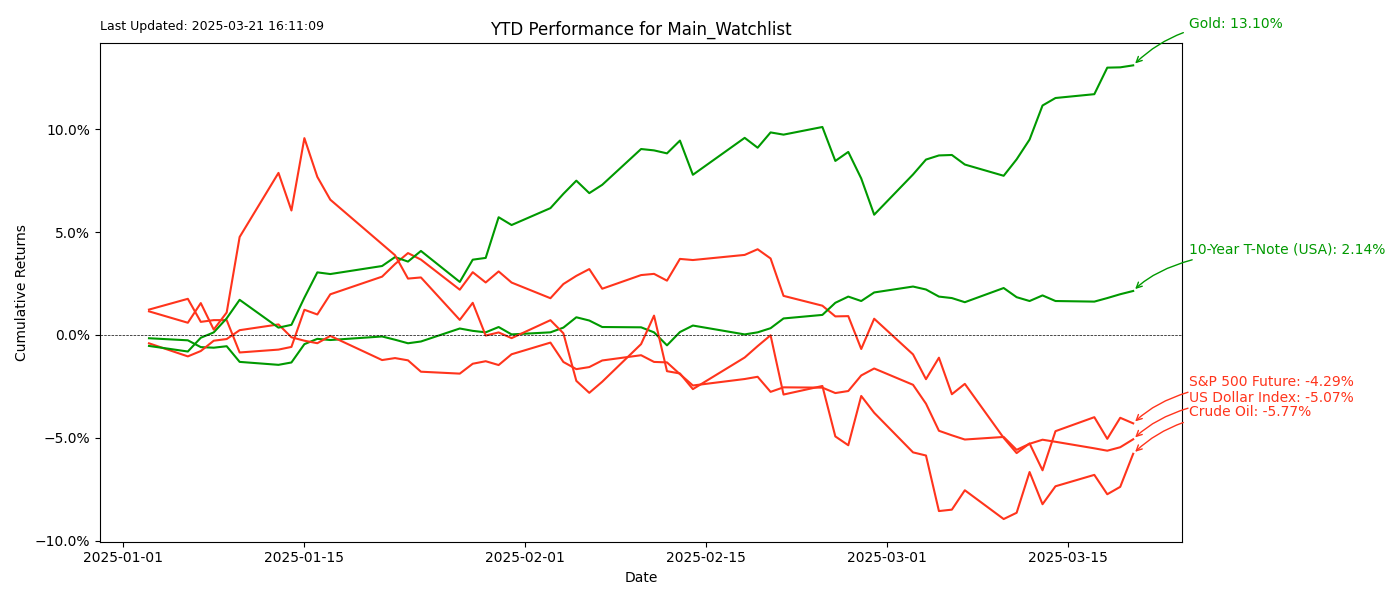 Last Updated: 2025-03-21 16:11:09
YTD Performance for Main_Watchlist
Gold: 13.10%
10-Year T-Note (USA): 2.14%
S&P 500 Future: -4.29%
US Dollar Index: -5.07%
Crude Oil: -5.77%
Cumulative Returns
10.0%
5.0%
0.0%
−5.0%
−10.0%
2025-01-01
2025-01-15
2025-02-01
2025-02-15
2025-03-01
2025-03-15
Date